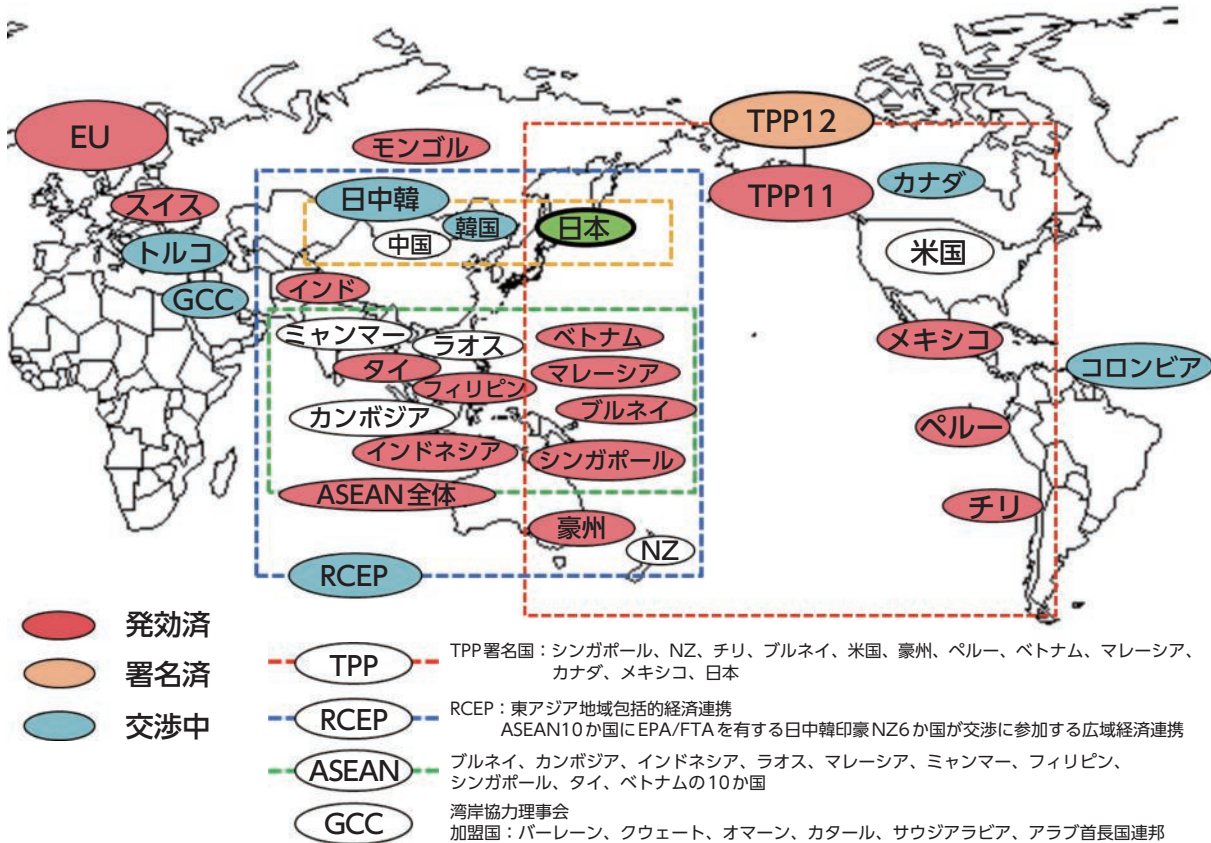 TPP12
EU
モンゴル
TPP11
カナダ
スイス
日中韓
韓国
日本
中国
米国
トルコ
GCC
インド
ミャンマー
ラオス
ベトナム
メキシコ
タイ
マレーシア
コロンビア
フィリピン
カンボジア
ブルネイ
ペルー
インドネシア
シンガポール
ASEAN全体
チリ
豪州
NZ
RCEP
発効済
署名済
交渉中
TPP
TPP署名国：シンガポール、NZ、チリ、ブルネイ、米国、豪州、ペルー、ベトナム、マレーシア、
カナダ、メキシコ、日本
RCEP
RCEP：東アジア地域包括的経済連携
ASEAN10か国にEPA/FTAを有する日中韓印豪NZ6か国が交渉に参加する広域経済連携
ASEAN
ブルネイ、カンボジア、インドネシア、ラオス、マレーシア、ミャンマー、フィリピン、
シンガポール、タイ、ベトナムの10か国
GCC
湾岸協力理事会
加盟国：バーレーン、クウェート、オマーン、カタール、サウジアラビア、アラブ首長国連邦